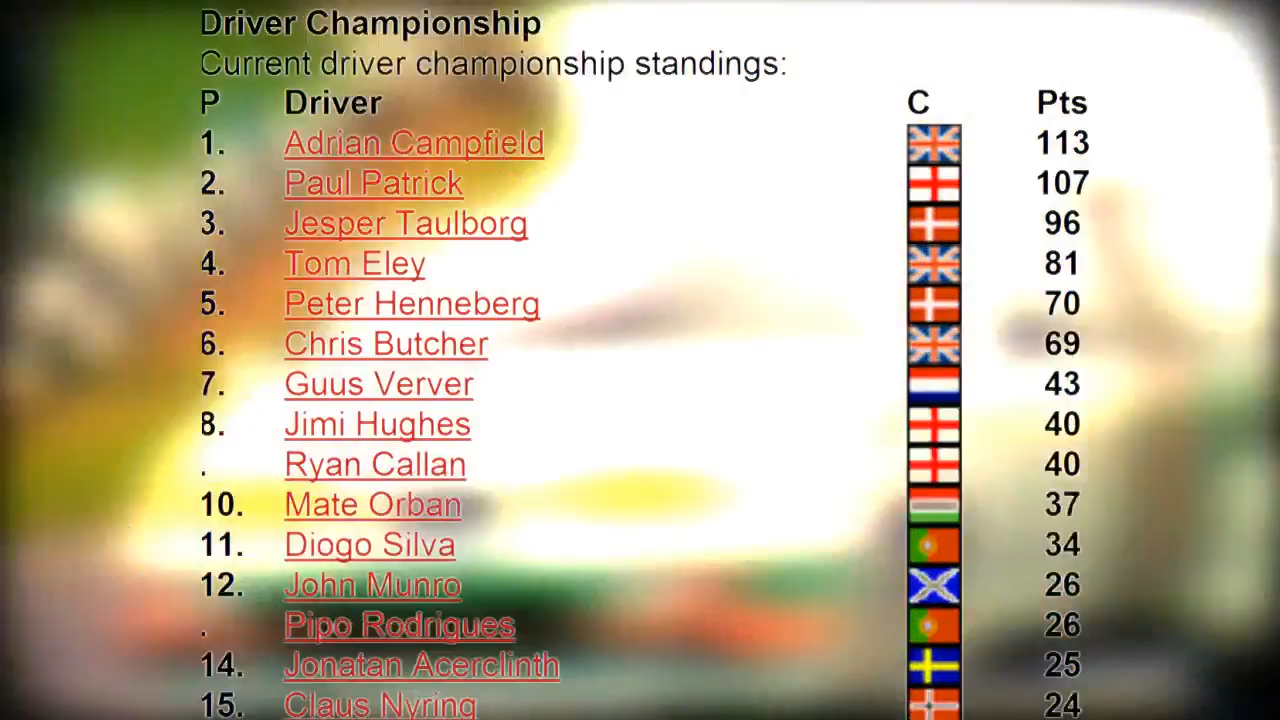 Driver Championship
Current driver championship standings:
P Driver C Pts
1. Adrian Campfield 113
2. Paul Patrick 107
3. Jesper Taulborg 96
4. Tom Eley 81
5. Peter Henneberg 70
6. Chris Butcher 69
7. Guus Verver 43
8. Jimi Hughes 40
. Ryan Callan 40
10. Mate Orban 37
11. Diogo Silva 34
12. John Munro 26
. Pipo Rodrigues 26
14. Jonatan Acerclinth 25
15. Claus Nyring 24